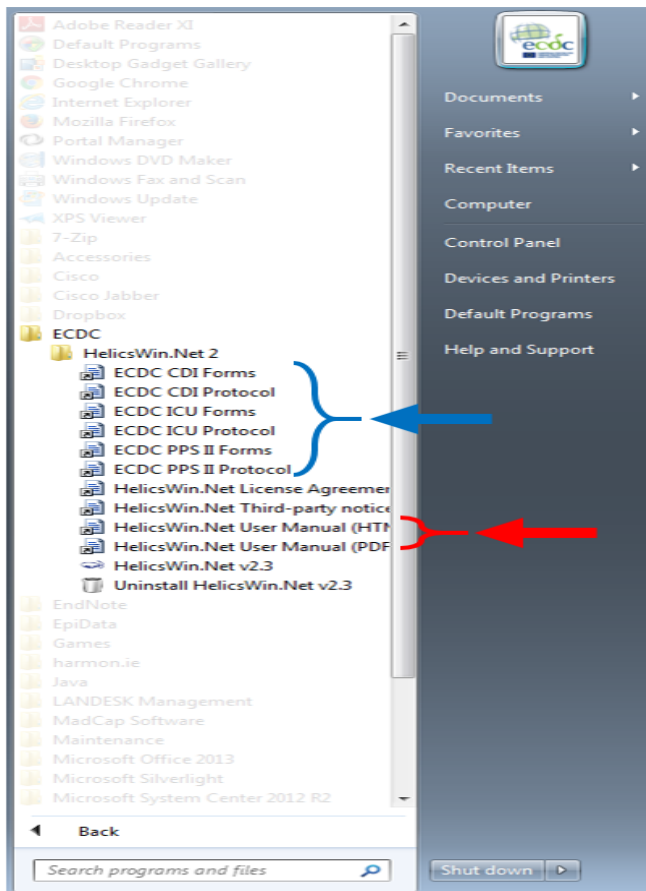 Adobe Reader XI
Default Programs
Desktop Gadget Gallery
Google Chrome
Internet Explorer
Mozilla Firefox
Portal Manager
Windows DVD Maker
Windows Fax and Scan
Windows Update
XPS Viewer
7-Zip
Accessories
Cisco
Cisco Jabber
Dropbox
ECDC
HelicsWin.Net 2
ECDC CDI Forms
ECDC CDI Protocol
ECDC ICU Forms
ECDC ICU Protocol
ECDC PPS II Forms
ECDC PPS II Protocol
HelicsWin.Net License Agreemer
HelicsWin.Net Third-party notice
HelicsWin.Net User Manual (HTM
HelicsWin.Net User Manual (PDF
HelicsWin.Net v2.3
Uninstall HelicsWin.Net v2.3
EndNote
EpiData
Games
harmon.ie
Java
LANDESK Management
MadCap Software
Maintenance
Microsoft Office 2013
Microsoft Silverlight
Microsoft System Center 2012 R2
Back
Search programs and files
ecdc
Documents
Favorites
Recent Items
Computer
Control Panel
Devices and Printers
Default Programs
Help and Support
Shut down